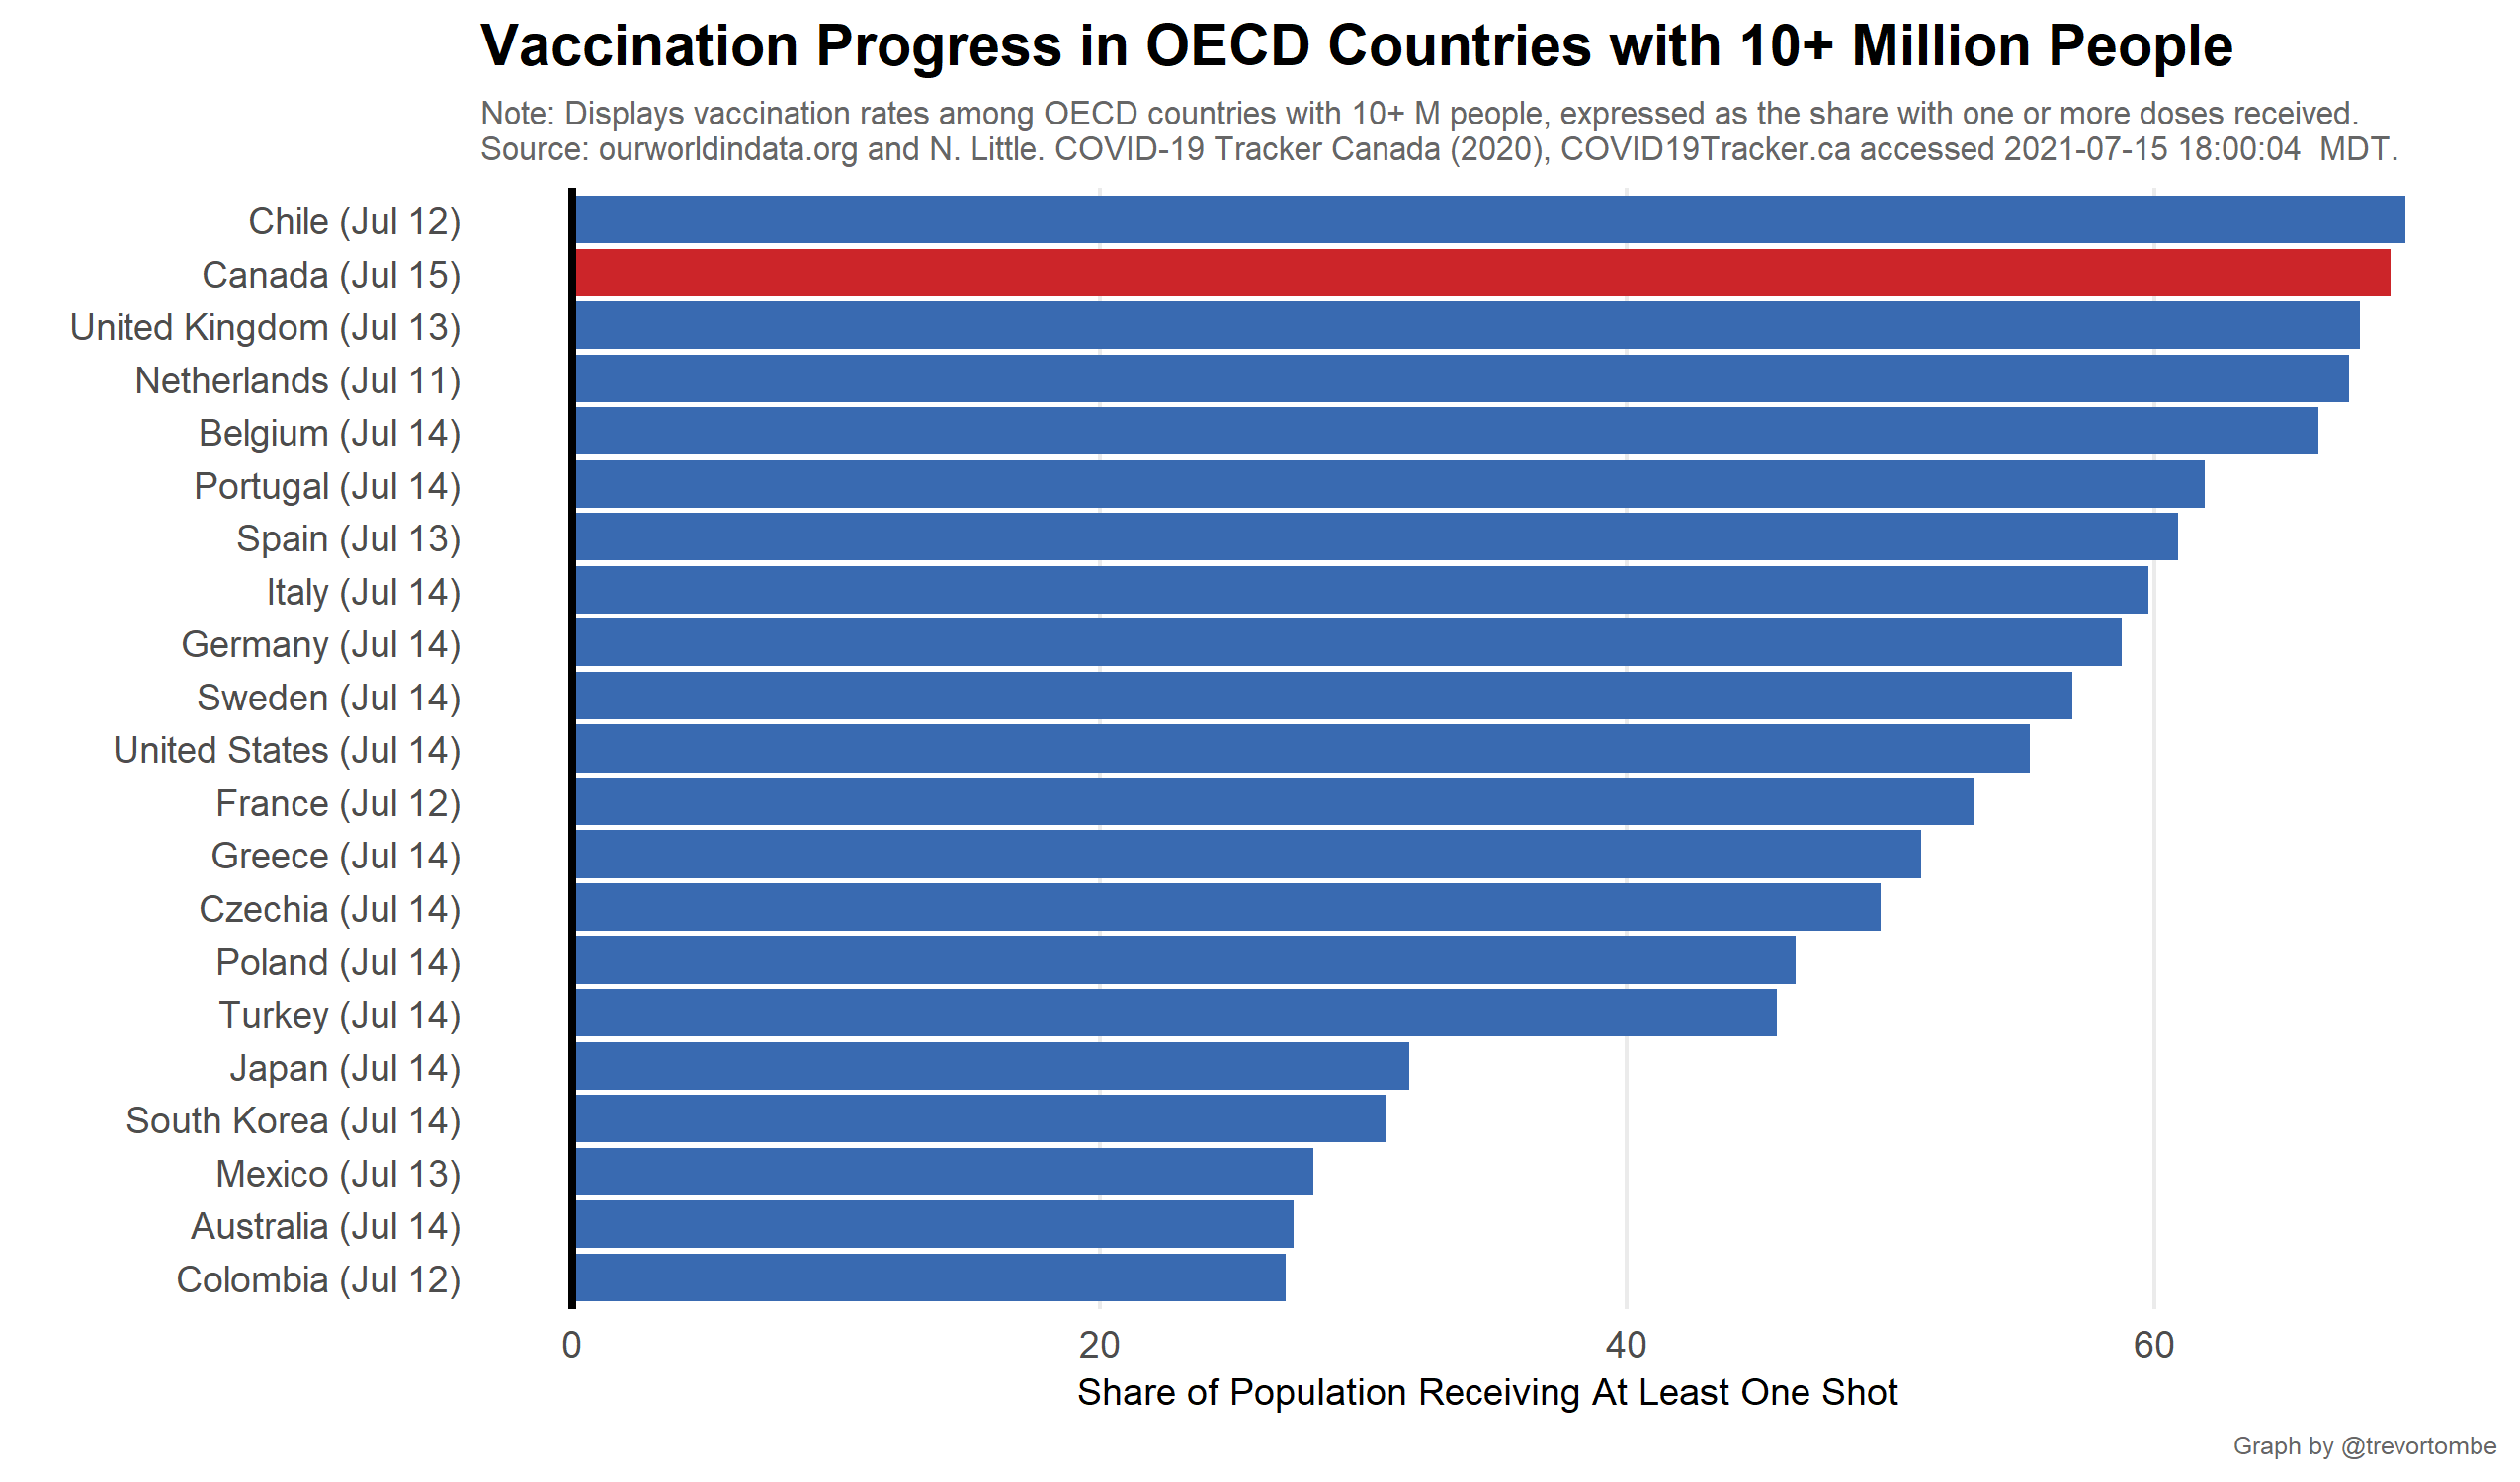 Vaccination Progress in OECD Countries with 10+ Million People
Note: Displays vaccination rates among OECD countries with 10+ M people, expressed as the share with one or more doses received.
Source: ourworldindata.org and N. Little. COVID-19 Tracker Canada (2020), COVID19Tracker.ca accessed 2021-07-15 18:00:04  MDT.
Chile (Jul 12)
Canada (Jul 15)
United Kingdom (Jul 13)
Netherlands (Jul 11)
Belgium (Jul 14)
Portugal (Jul 14)
Spain (Jul 13)
Italy (Jul 14)
Germany (Jul 14)
Sweden (Jul 14)
United States (Jul 14)
France (Jul 12)
Greece (Jul 14)
Czechia (Jul 14)
Poland (Jul 14)
Turkey (Jul 14)
Japan (Jul 14)
South Korea (Jul 14)
Mexico (Jul 13)
Australia (Jul 14)
Colombia (Jul 12)
0 20 40 60
Share of Population Receiving At Least One Shot
Graph by @trevortombe